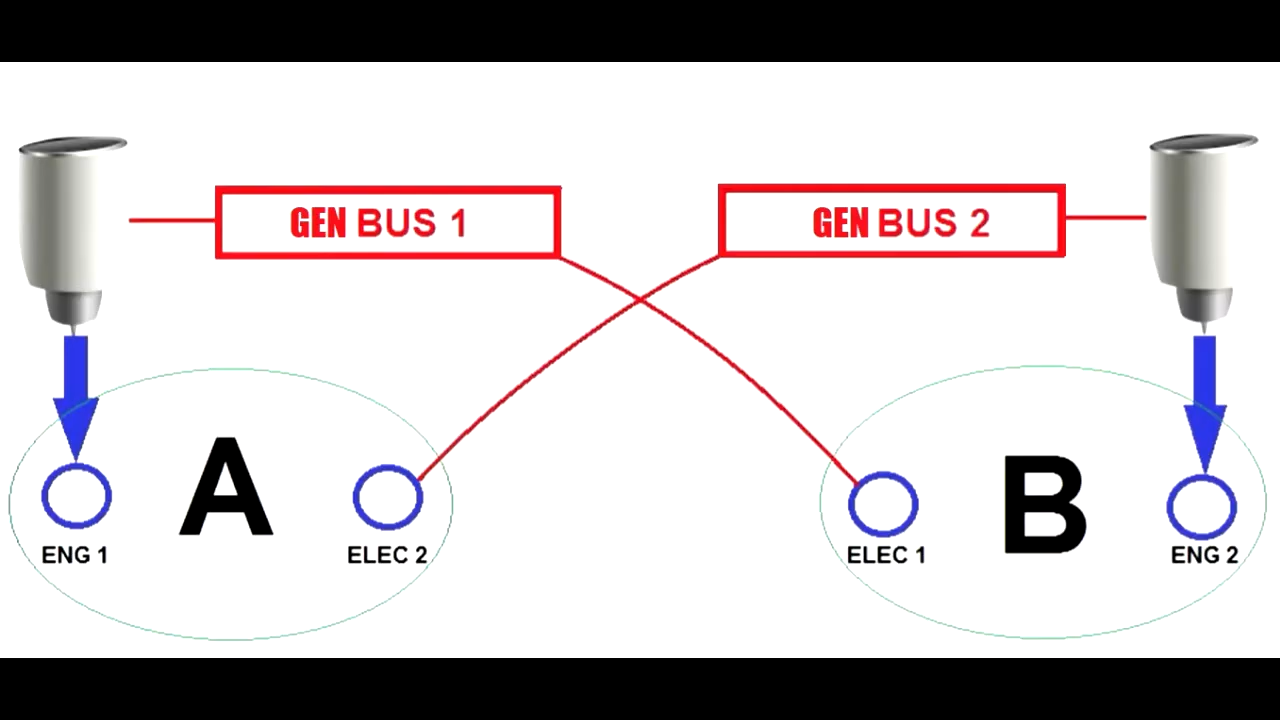 GEN BUS 1
GEN BUS 2
A
B
ENG 1
ELEC 2
ELEC 1
ENG 2